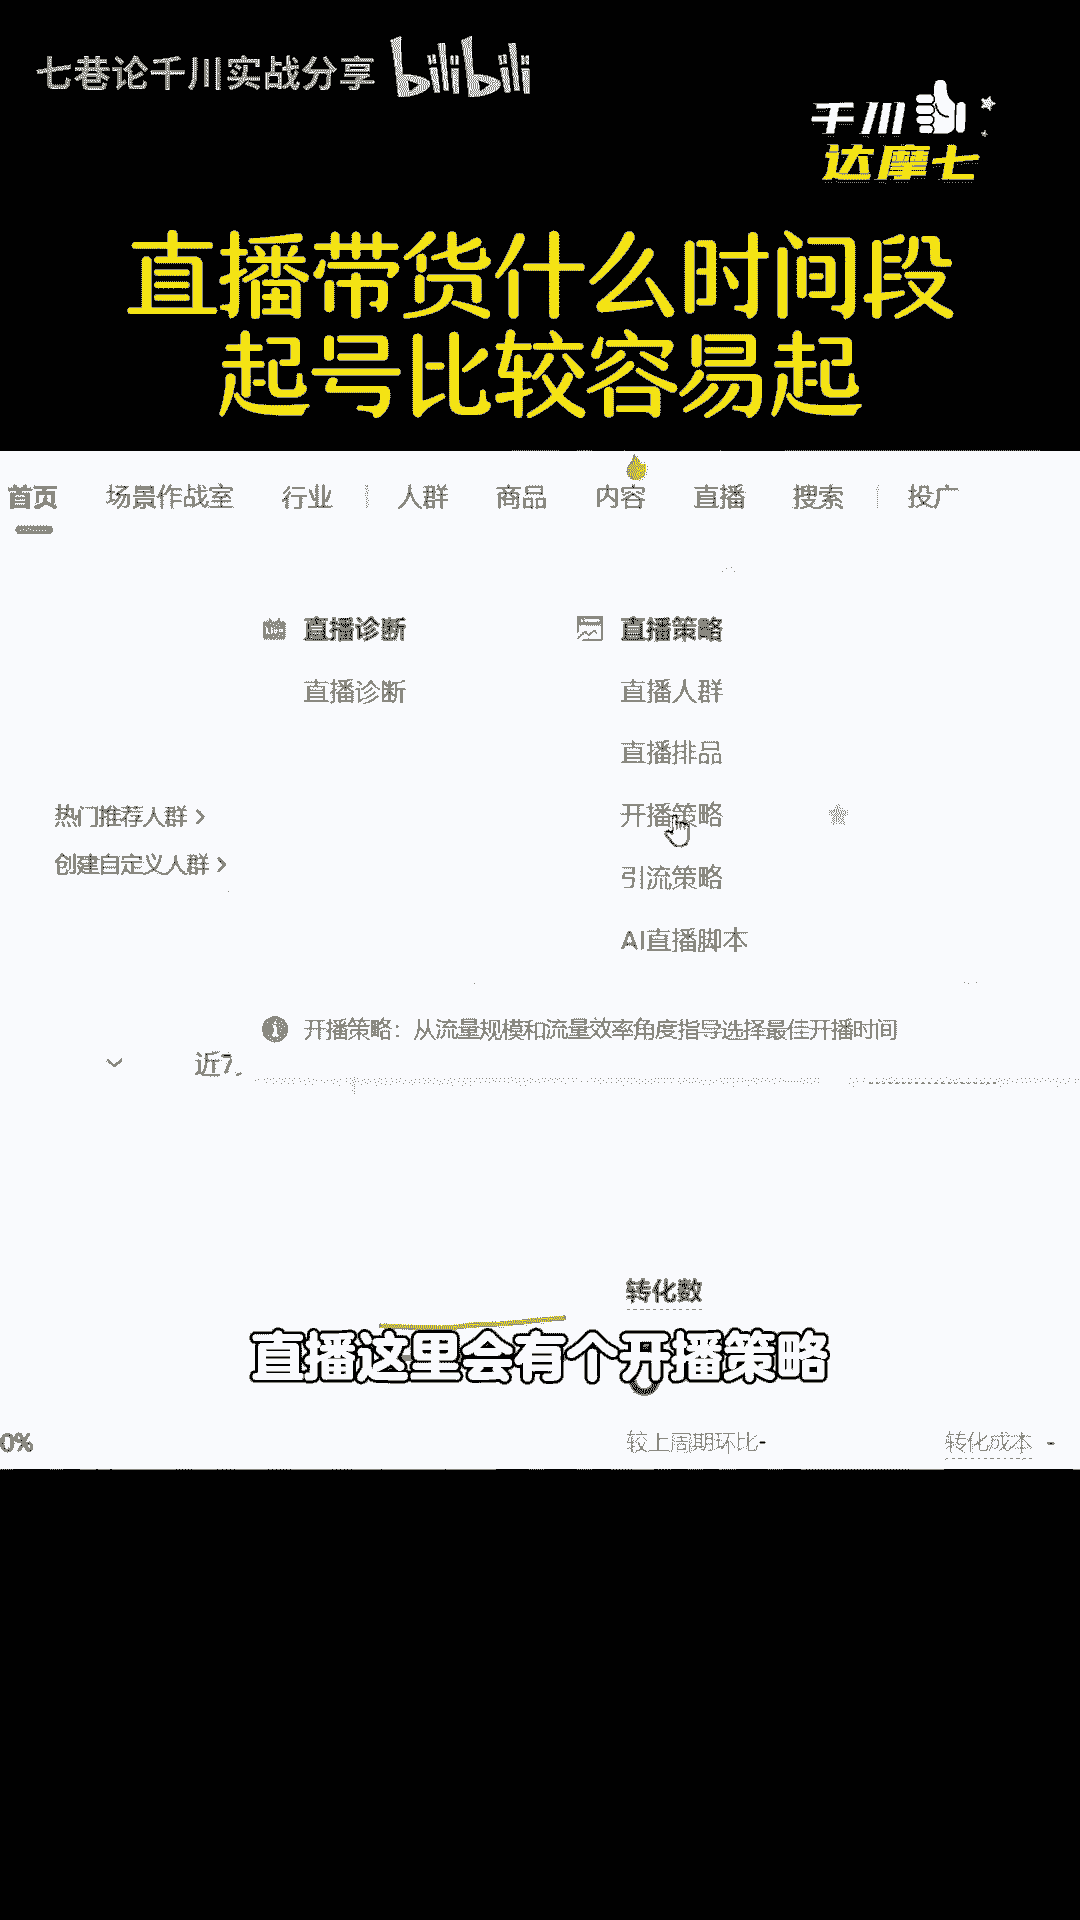 七巷论千川实战分享 bilibili
千川
达摩七
直播带货什么时间段
起号比较容易起
首页 场景作战室 行业 人群 商品 内容 直播 搜索 投广
直播诊断 直播策略
直播诊断 直播人群
直播排品
热门推荐人群 > 开播策略
创建自定义人群 > 引流策略
AI直播脚本
开播策略：从流量规模和流量效率角度指导选择最佳开播时间
近7
转化数
直播这里会有个开播策略
0% 较上周期环比- 转化成本 -